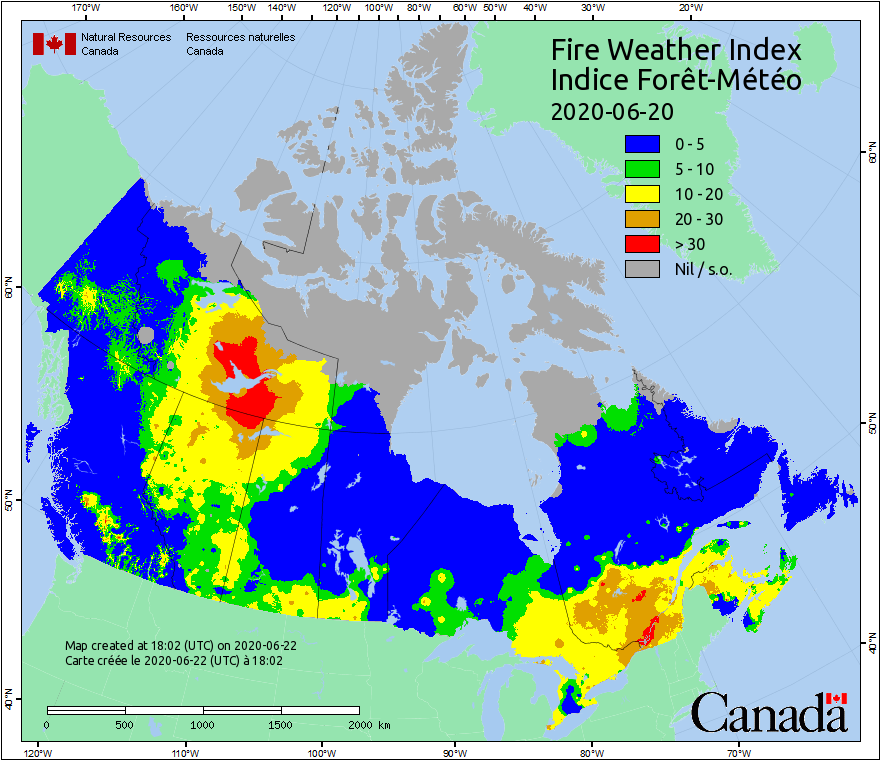 170°W 160°W 150°W 140°W 120°W 100°W 80°W 60°W 50°W 40°W 30°W 20°W
Natural Resources Ressources naturelles
Canada Canada
Fire Weather Index
Indice Forêt-Météo
2020-06-20
0 - 5
5 - 10
10 - 20
20 - 30
> 30
Nil / s.o.
60°N
60°N
50°N
50°N
40°N
40°N
Map created at 18:02 (UTC) on 2020-06-22
Carte créée le 2020-06-22 (UTC) à 18:02
0 500 1000 1500 2000 km
Canada
120°W 110°W 100°W 90°W 80°W 70°W